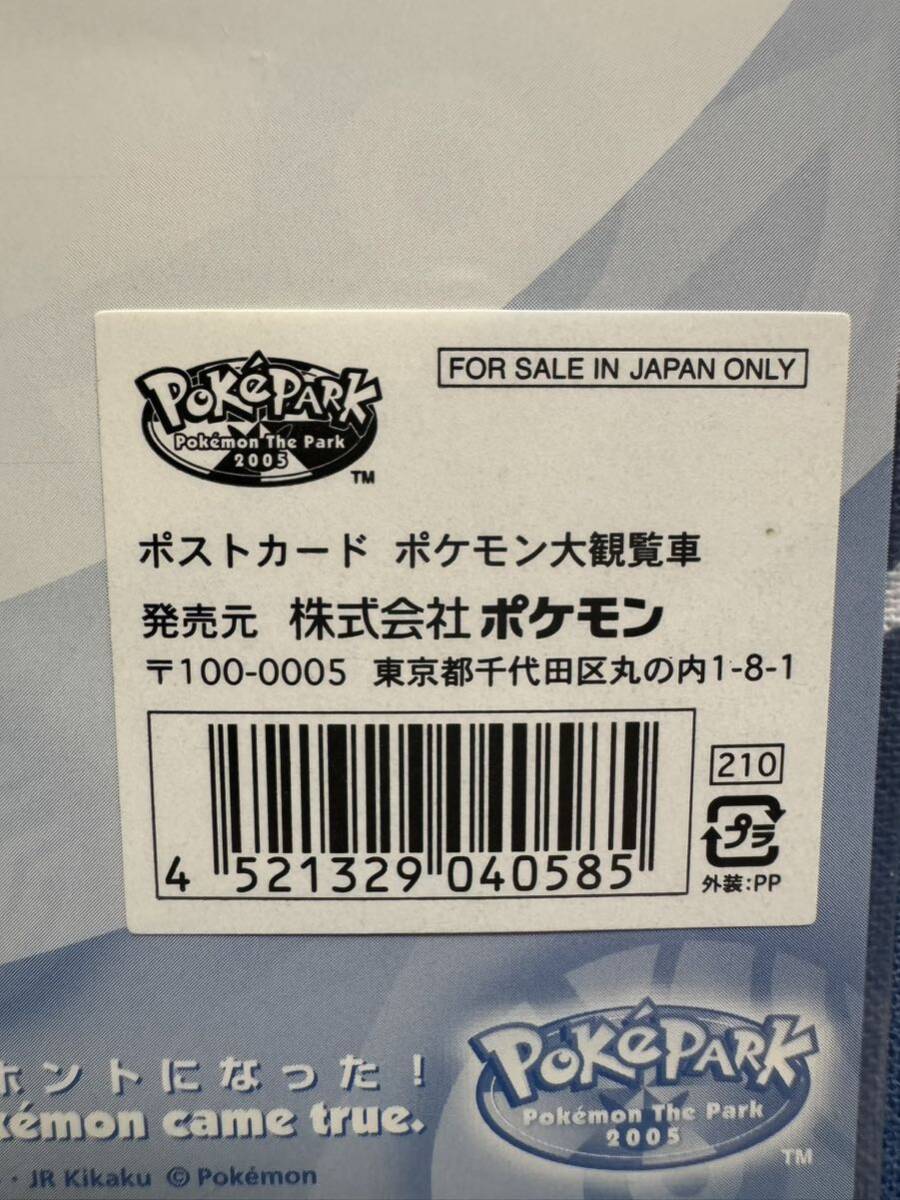 POKéPARK
Pokémon The Park
2005
TM
FOR SALE IN JAPAN ONLY
ポストカード ポケモン大観覧車
発売元 株式会社ポケモン
〒100-0005 東京都千代田区丸の内1-8-1
4 521329 040585
210
プラ
外装:PP
ホントになった!
kémon came true.
・JR Kikaku © Pokémon
POKéPARK
Pokémon The Park
2005
TM